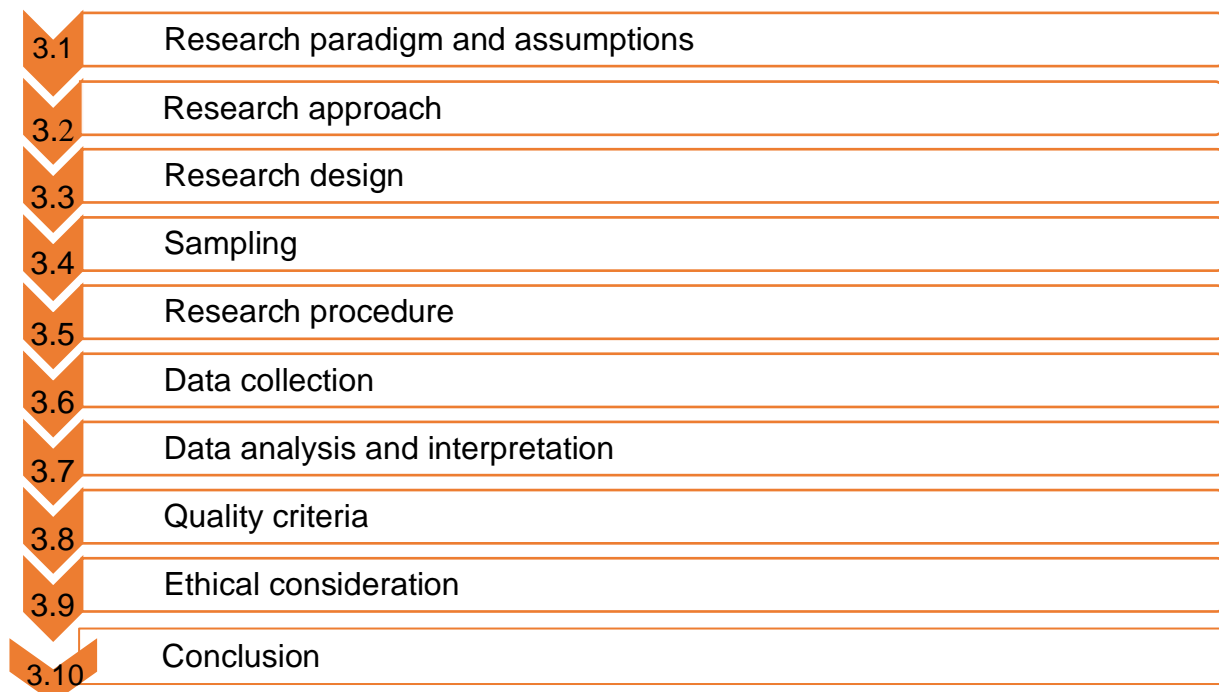 3.1 Research paradigm and assumptions
3.2 Research approach
3.3 Research design
3.4 Sampling
3.5 Research procedure
3.6 Data collection
3.7 Data analysis and interpretation
3.8 Quality criteria
3.9 Ethical consideration
3.10 Conclusion